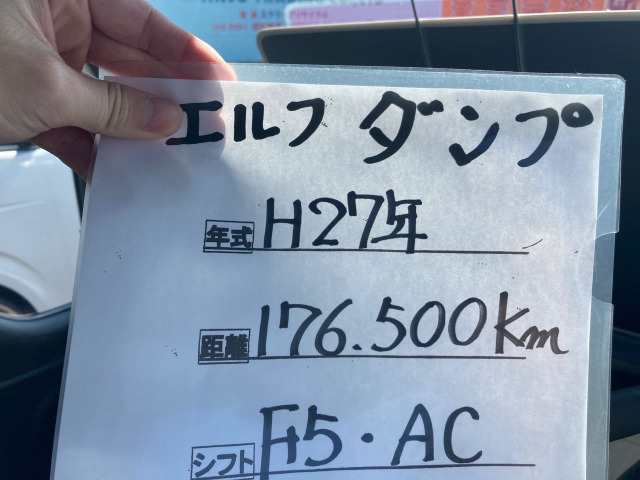 エルフ ダンプ
年式 H27年
距離 176.500Km
シフト F5・AC